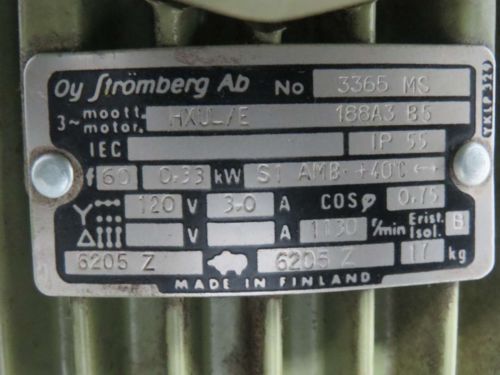 Oy Strömberg Ab No 3365 MS
3~ moott. motor. HXUL/E 188A3 B5
IEC IP 55
f 60 0.33 kW S1 AMB. +40°C ↔
Y 120 V 3.0 A COSφ 0.75
Δ V A 1130 r/min Erist. Isol. B
6205 Z 6205 Z 17 kg
MADE IN FINLAND